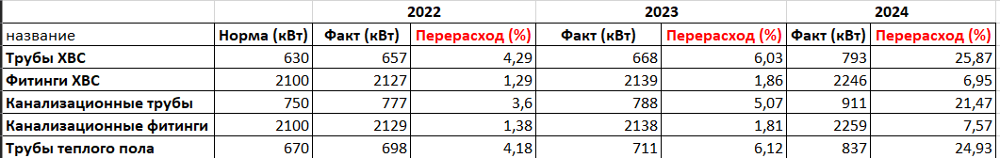 2022 2023 2024
название Норма (кВт) Факт (кВт) Перерасход (%) Факт (кВт) Перерасход (%) Факт (кВт) Перерасход (%)
Трубы ХВС 630 657 4,29 668 6,03 793 25,87
Фитинги ХВС 2100 2127 1,29 2139 1,86 2246 6,95
Канализационные трубы 750 777 3,6 788 5,07 911 21,47
Канализационные фитинги 2100 2129 1,38 2138 1,81 2259 7,57
Трубы теплого пола 670 698 4,18 711 6,12 837 24,93